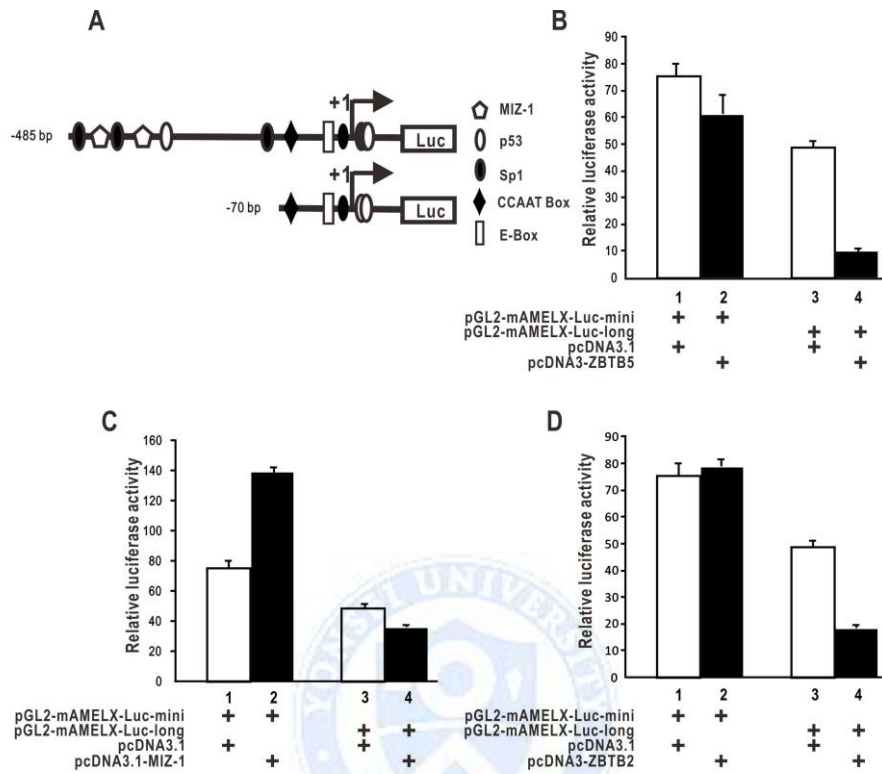 A
+1
-485 bp
Luc
+1
-70 bp
Luc
MIZ-1
p53
Sp1
CCAAT Box
E-Box
B
Relative luciferase activity
90
80
70
60
50
40
30
20
10
0
1 2 3 4
pGL2-mAMELX-Luc-mini + +
pGL2-mAMELX-Luc-long + +
pcDNA3.1 + +
pcDNA3-ZBTB5 + +
C
Relative luciferase activity
160
140
120
100
80
60
40
20
0
1 2 3 4
pGL2-mAMELX-Luc-mini + +
pGL2-mAMELX-Luc-long + +
pcDNA3.1 + +
pcDNA3.1-MIZ-1 + +
D
Relative luciferase activity
90
80
70
60
50
40
30
20
10
0
1 2 3 4
pGL2-mAMELX-Luc-mini + +
pGL2-mAMELX-Luc-long + +
pcDNA3.1 + +
pcDNA3-ZBTB2 + +
YONSEI UNIVERSITY